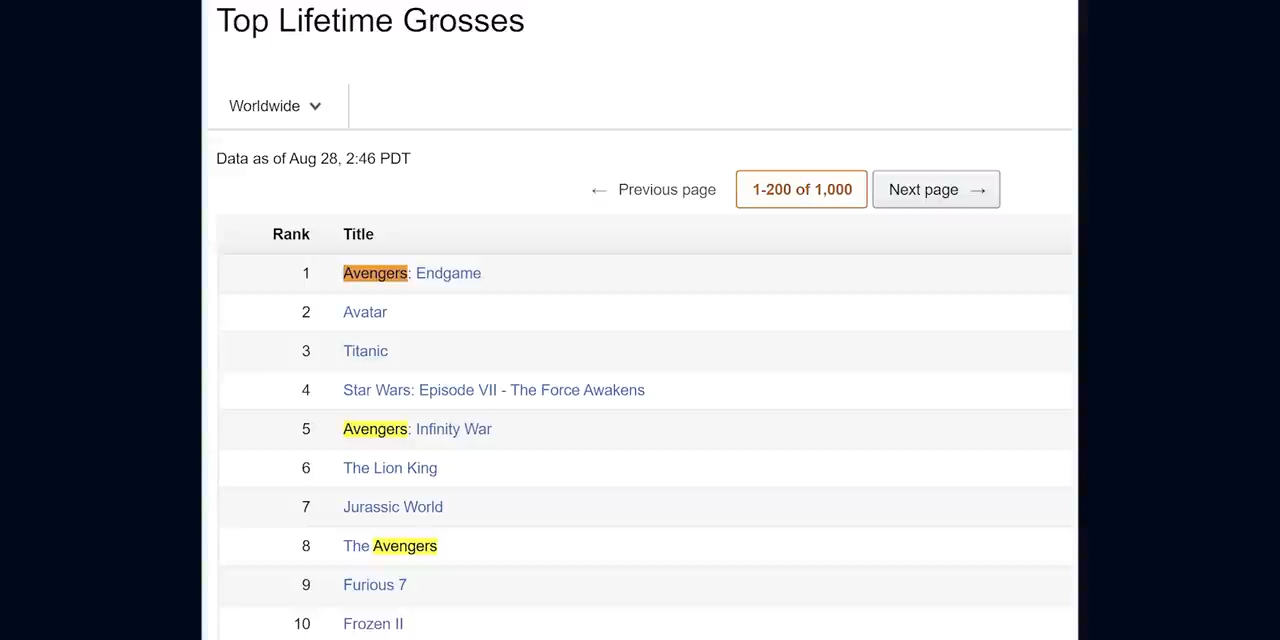 Top Lifetime Grosses
Worldwide
Data as of Aug 28, 2:46 PDT
← Previous page 1-200 of 1,000 Next page →
Rank Title
1 Avengers: Endgame
2 Avatar
3 Titanic
4 Star Wars: Episode VII - The Force Awakens
5 Avengers: Infinity War
6 The Lion King
7 Jurassic World
8 The Avengers
9 Furious 7
10 Frozen II